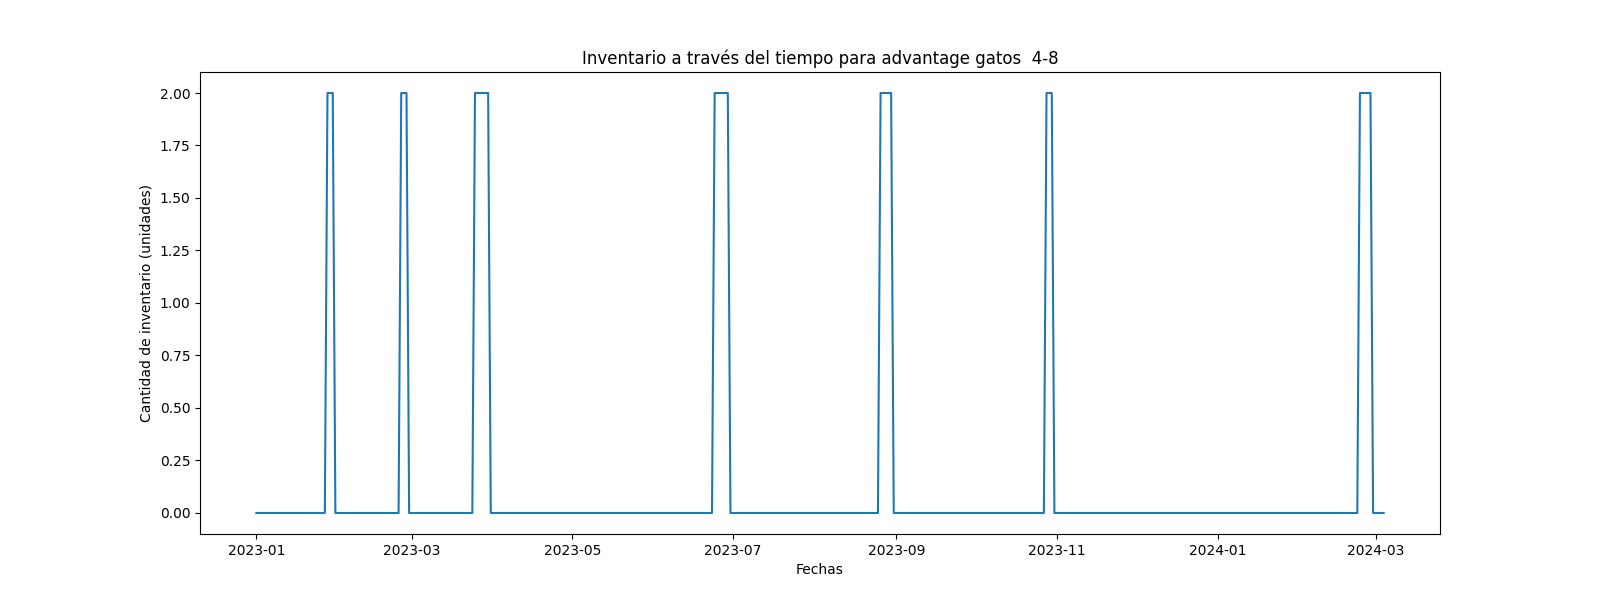 Inventario a través del tiempo para advantage gatos  4-8
Cantidad de inventario (unidades)
2.00
1.75
1.50
1.25
1.00
0.75
0.50
0.25
0.00
2023-01 2023-03 2023-05 2023-07 2023-09 2023-11 2024-01 2024-03
Fechas